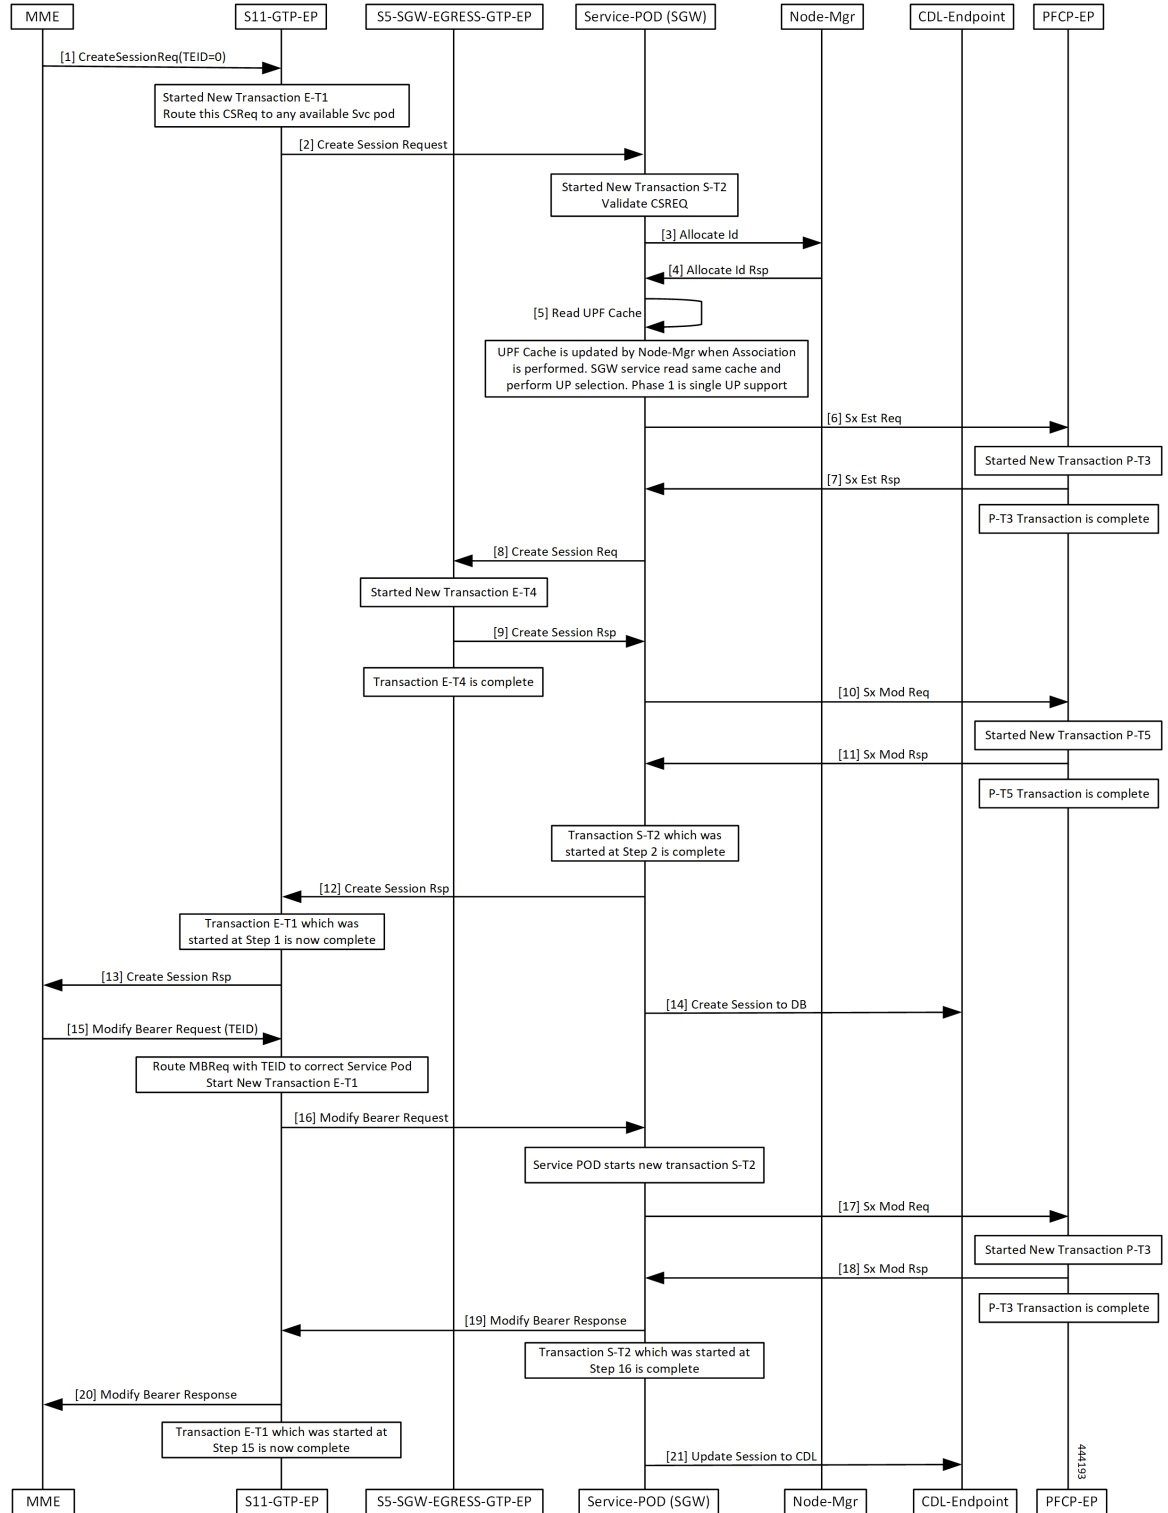 MME
S11-GTP-EP
S5-SGW-EGRESS-GTP-EP
Service-POD (SGW)
Node-Mgr
CDL-Endpoint
PFCP-EP
[1] CreateSessionReq(TEID=0)
Started New Transaction E-T1
Route this CSReq to any available Svc pod
[2] Create Session Request
Started New Transaction S-T2
Validate CSREQ
[3] Allocate Id
[4] Allocate Id Rsp
[5] Read UPF Cache
UPF Cache is updated by Node-Mgr when Association
is performed. SGW service read same cache and
perform UP selection. Phase 1 is single UP support
[6] Sx Est Req
Started New Transaction P-T3
[7] Sx Est Rsp
P-T3 Transaction is complete
[8] Create Session Req
Started New Transaction E-T4
[9] Create Session Rsp
Transaction E-T4 is complete
[10] Sx Mod Req
Started New Transaction P-T5
[11] Sx Mod Rsp
P-T5 Transaction is complete
Transaction S-T2 which was
started at Step 2 is complete
[12] Create Session Rsp
Transaction E-T1 which was
started at Step 1 is now complete
[13] Create Session Rsp
[14] Create Session to DB
[15] Modify Bearer Request (TEID)
Route MBReq with TEID to correct Service Pod
Start New Transaction E-T1
[16] Modify Bearer Request
Service POD starts new transaction S-T2
[17] Sx Mod Req
Started New Transaction P-T3
[18] Sx Mod Rsp
P-T3 Transaction is complete
[19] Modify Bearer Response
Transaction S-T2 which was started at
Step 16 is complete
[20] Modify Bearer Response
Transaction E-T1 which was started at
Step 15 is now complete
[21] Update Session to CDL
444193
MME
S11-GTP-EP
S5-SGW-EGRESS-GTP-EP
Service-POD (SGW)
Node-Mgr
CDL-Endpoint
PFCP-EP